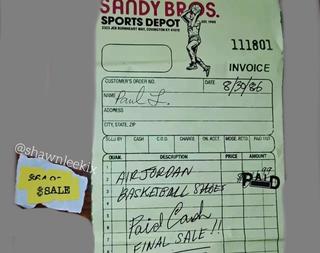 SANDY BROS.
SPORTS DEPOT
EST. 1960
111801
INVOICE
CUSTOMER'S ORDER NO.
DATE 8/30/86
NAME Paul L.
ADDRESS
CITY, STATE, ZIP
SOLD BY CASH C.O.D. CHARGE ON. ACCT. MDSE. RETD. PAID OUT
QUAN. DESCRIPTION PRICE AMOUNT
AIR JORDAN
PAID
BASKETBALL SHOES
Paid Cash
FINAL SALE!!
@shawnleekix
$SALE